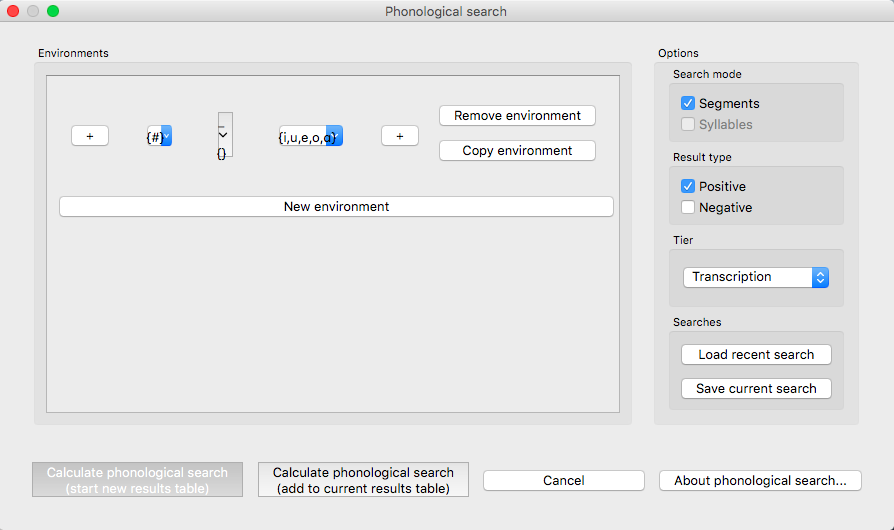 Phonological search
Environments
+
{#}
_
{}
{i,u,e,o,ɑ}
+
Remove environment
Copy environment
New environment
Options
Search mode
Segments
Syllables
Result type
Positive
Negative
Tier
Transcription
Searches
Load recent search
Save current search
Calculate phonological search
(start new results table)
Calculate phonological search
(add to current results table)
Cancel
About phonological search...